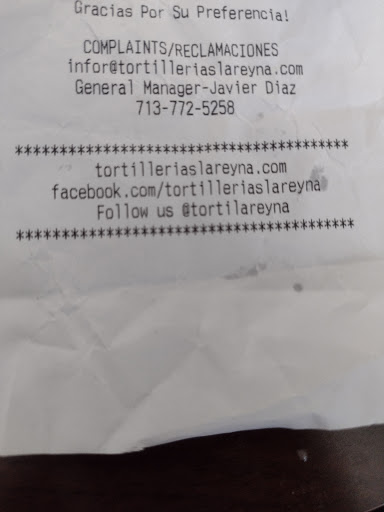 Gracias Por Su Preferencia!
COMPLAINTS/RECLAMACIONES
infor@tortilleriaslareyna.com
General Manager-Javier Diaz
713-772-5258
****************************************
tortilleriaslareyna.com
facebook.com/tortilleriaslareyna
Follow us @tortilareyna
****************************************